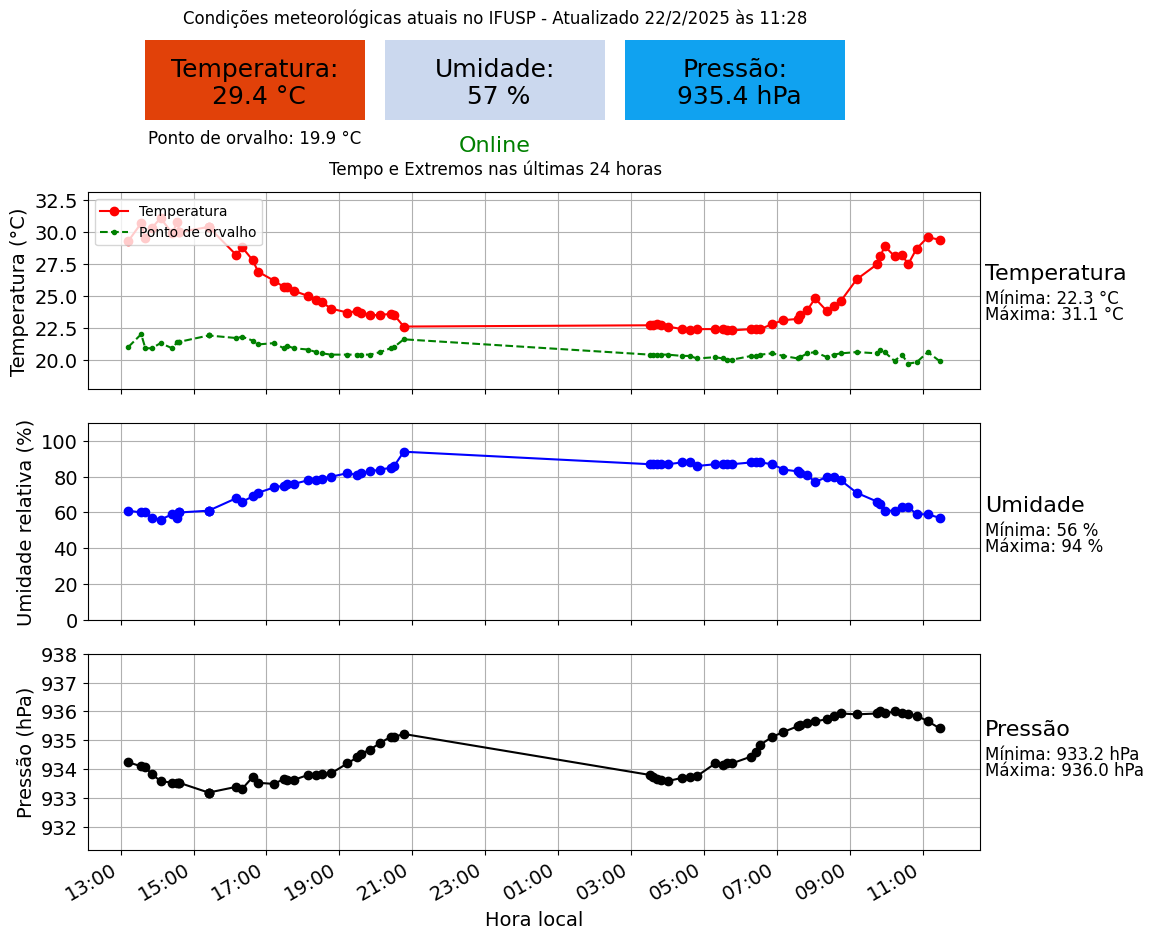 Condições meteorológicas atuais no IFUSP - Atualizado 22/2/2025 às 11:28
Temperatura:
29.4 °C
Umidade:
57 %
Pressão:
935.4 hPa
Ponto de orvalho: 19.9 °C
Online
Tempo e Extremos nas últimas 24 horas
Temperatura (°C)
32.5
30.0
27.5
25.0
22.5
20.0
Temperatura
Ponto de orvalho
Temperatura
Mínima: 22.3 °C
Máxima: 31.1 °C
Umidade relativa (%)
100
80
60
40
20
0
Umidade
Mínima: 56 %
Máxima: 94 %
Pressão (hPa)
938
937
936
935
934
933
932
Pressão
Mínima: 933.2 hPa
Máxima: 936.0 hPa
13:00 15:00 17:00 19:00 21:00 23:00 01:00 03:00 05:00 07:00 09:00 11:00
Hora local